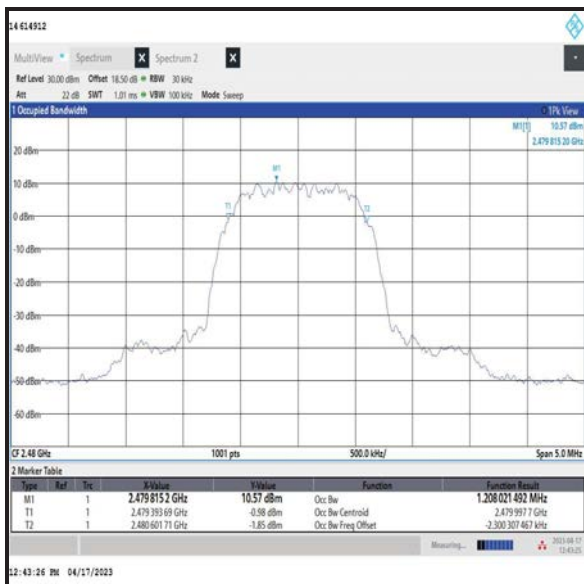 14 614912
MultiView Spectrum X Spectrum 2 X
Ref Level 30.00 dBm Offset 18.50 dB RBW 30 kHz
Att 22 dB SWT 1.01 ms VBW 100 kHz Mode Sweep
1 Occupied Bandwidth 1Pk View
M1[1] 10.57 dBm
2.479 815 20 GHz
20 dBm
M1
10 dBm
T1 T2
0 dBm
-10 dBm
-20 dBm
-30 dBm
-40 dBm
-50 dBm
-60 dBm
CF 2.48 GHz 1001 pts 500.0 kHz/ Span 5.0 MHz
2 Marker Table
Type Ref Trc X-Value Y-Value Function Function Result
M1 1 2.479 815 2 GHz 10.57 dBm Occ Bw 1.208 021 492 MHz
T1 1 2.479 393 69 GHz -0.98 dBm Occ Bw Centroid 2.479 997 7 GHz
T2 1 2.480 601 71 GHz -1.85 dBm Occ Bw Freq Offset -2.300 307 467 kHz
Measuring... 2023-04-17
12:43:25
12:43:26 PM 04/17/2023